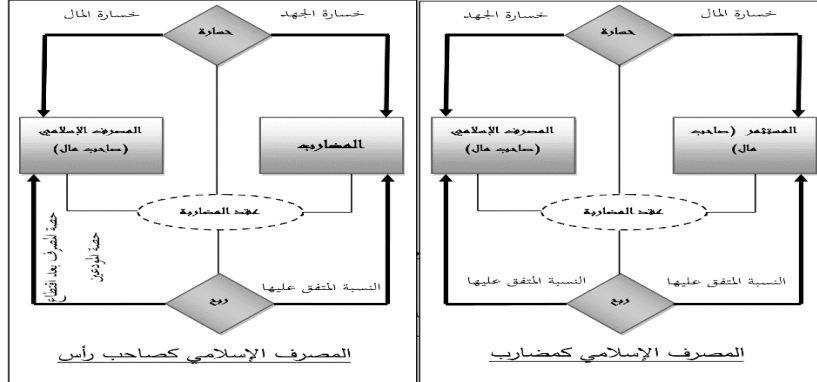 خسارة الجهد
خسارة المال
خسارة
المصرف الإسلامي
(صاحب مال)
المستثمر (صاحب
مال)
عقد المضاربة
النسبة المتفق عليها
النسبة المتفق عليها
ربح
المصرف الإسلامي كمضارب
خسارة المال
خسارة الجهد
خسارة
المصرف الإسلامي
(صاحب مال)
المضارب
عقد المضاربة
حصة المصرف بعد اقتطاع
حصة المودعين
النسبة المتفق عليها
ربح
المصرف الإسلامي كصاحب رأس